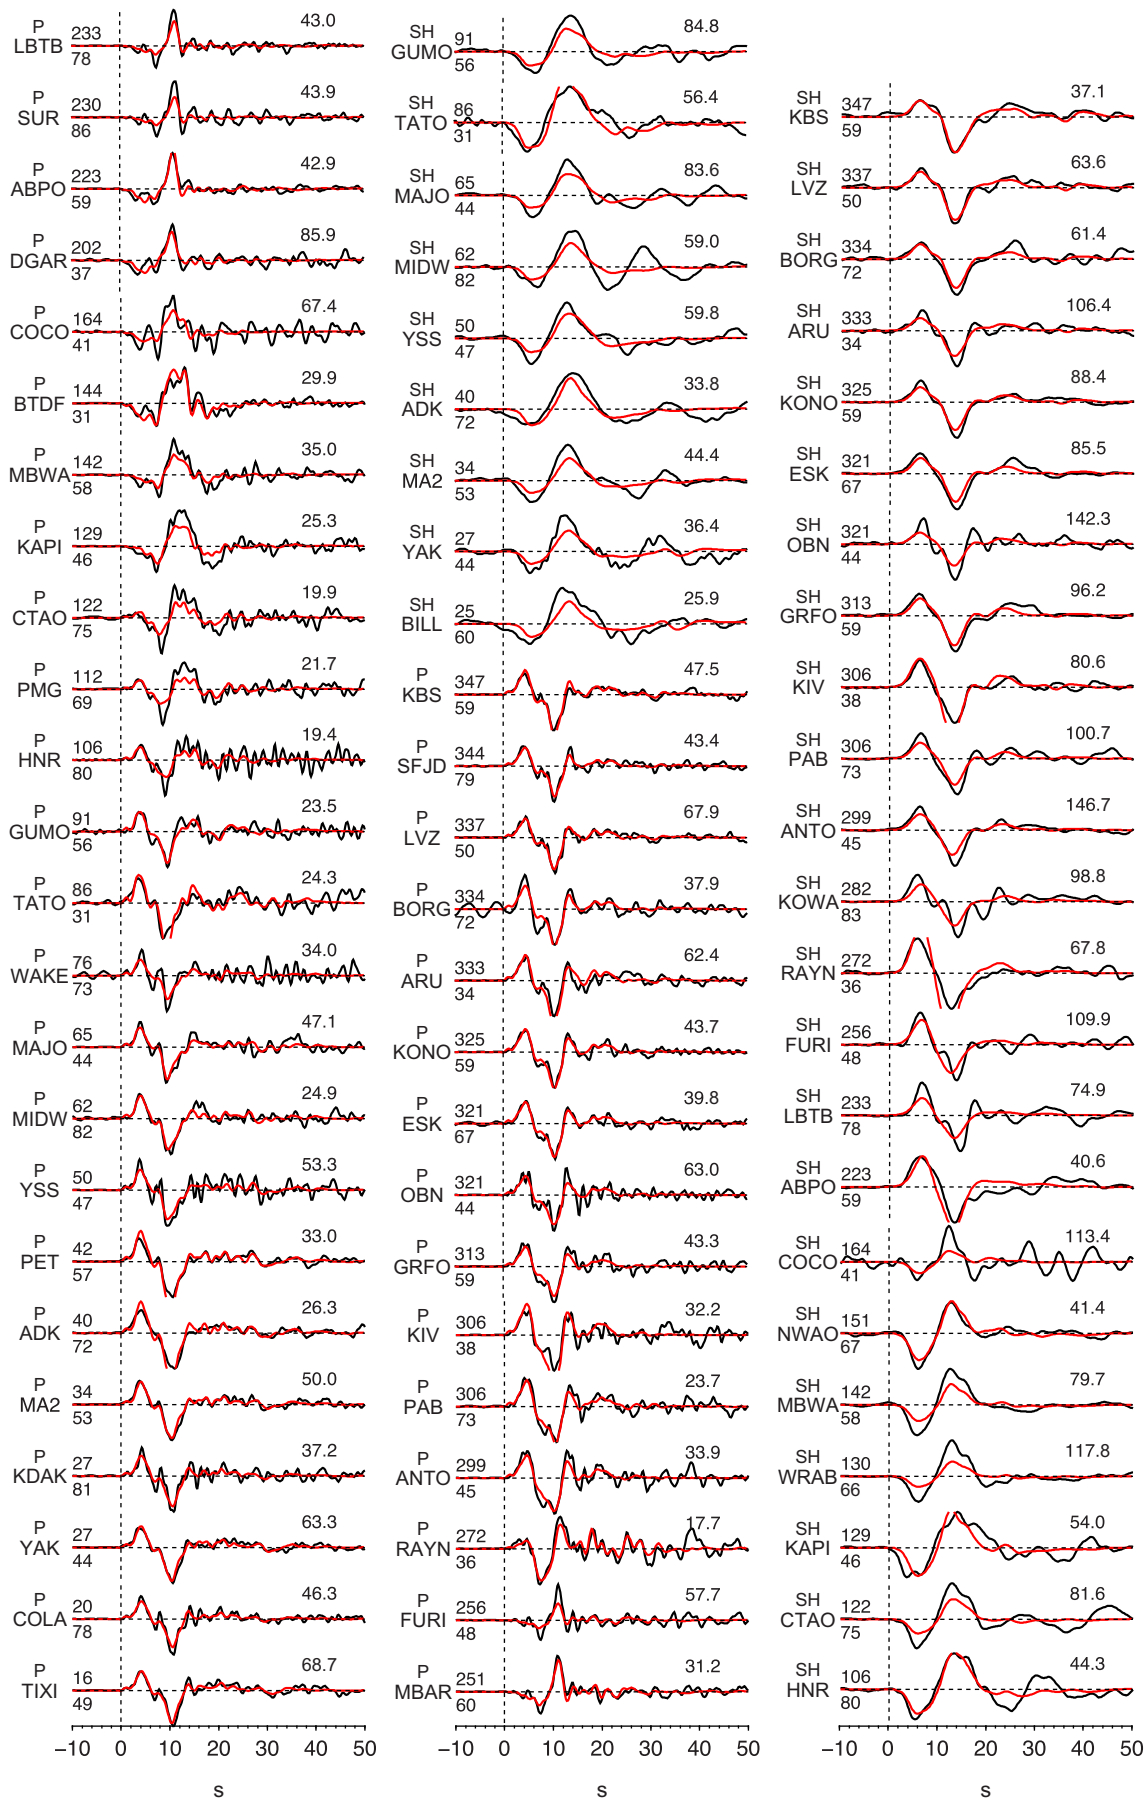 P
LBTB 233 43.0
78
P
SUR 230 43.9
86
P
ABPO 223 42.9
59
P
DGAR 202 85.9
37
P
COCO 164 67.4
41
P
BTDF 144 29.9
31
P
MBWA 142 35.0
58
P
KAPI 129 25.3
46
P
CTAO 122 19.9
75
P
PMG 112 21.7
69
P
HNR 106 19.4
80
P
GUMO 91 23.5
56
P
TATO 86 24.3
31
P
WAKE 76 34.0
73
P
MAJO 65 47.1
44
P
MIDW 62 24.9
82
P
YSS 50 53.3
47
P
PET 42 33.0
57
P
ADK 40 26.3
72
P
MA2 34 50.0
53
P
KDAK 27 37.2
81
P
YAK 27 63.3
44
P
COLA 20 46.3
78
P
TIXI 16 68.7
49
−10 0 10 20 30 40 50
s
SH
GUMO 91 84.8
56
SH
TATO 86 56.4
31
SH
MAJO 65 83.6
44
SH
MIDW 62 59.0
82
SH
YSS 50 59.8
47
SH
ADK 40 33.8
72
SH
MA2 34 44.4
53
SH
YAK 27 36.4
44
SH
BILL 25 25.9
60
P
KBS 347 47.5
59
P
SFJD 344 43.4
79
P
LVZ 337 67.9
50
P
BORG 334 37.9
72
P
ARU 333 62.4
34
P
KONO 325 43.7
59
P
ESK 321 39.8
67
P
OBN 321 63.0
44
P
GRFO 313 43.3
59
P
KIV 306 32.2
38
P
PAB 306 23.7
73
P
ANTO 299 33.9
45
P
RAYN 272 17.7
36
P
FURI 256 57.7
48
P
MBAR 251 31.2
60
−10 0 10 20 30 40 50
s
SH
KBS 347 37.1
59
SH
LVZ 337 63.6
50
SH
BORG 334 61.4
72
SH
ARU 333 106.4
34
SH
KONO 325 88.4
59
SH
ESK 321 85.5
67
SH
OBN 321 142.3
44
SH
GRFO 313 96.2
59
SH
KIV 306 80.6
38
SH
PAB 306 100.7
73
SH
ANTO 299 146.7
45
SH
KOWA 282 98.8
83
SH
RAYN 272 67.8
36
SH
FURI 256 109.9
48
SH
LBTB 233 74.9
78
SH
ABPO 223 40.6
59
SH
COCO 164 113.4
41
SH
NWAO 151 41.4
67
SH
MBWA 142 79.7
58
SH
WRAB 130 117.8
66
SH
KAPI 129 54.0
46
SH
CTAO 122 81.6
75
SH
HNR 106 44.3
80
−10 0 10 20 30 40 50
s